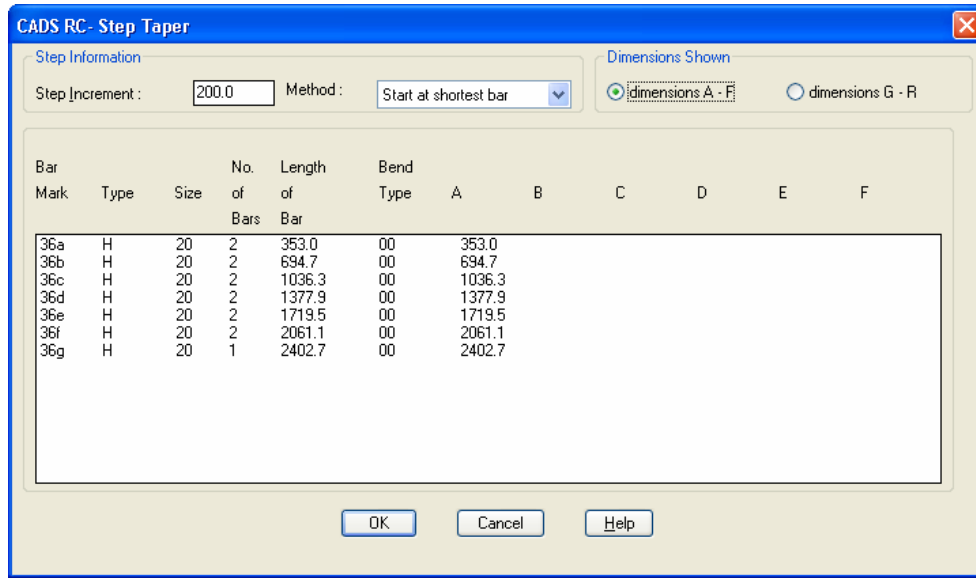 CADS RC- Step Taper
Step Information
Dimensions Shown
Step Increment : 200.0 Method : Start at shortest bar
dimensions A - F dimensions G - R
Bar No. Length Bend
Mark Type Size of of Type A B C D E F
Bars Bar
36a H 20 2 353.0 00 353.0
36b H 20 2 694.7 00 694.7
36c H 20 2 1036.3 00 1036.3
36d H 20 2 1377.9 00 1377.9
36e H 20 2 1719.5 00 1719.5
36f H 20 2 2061.1 00 2061.1
36g H 20 1 2402.7 00 2402.7
OK Cancel Help